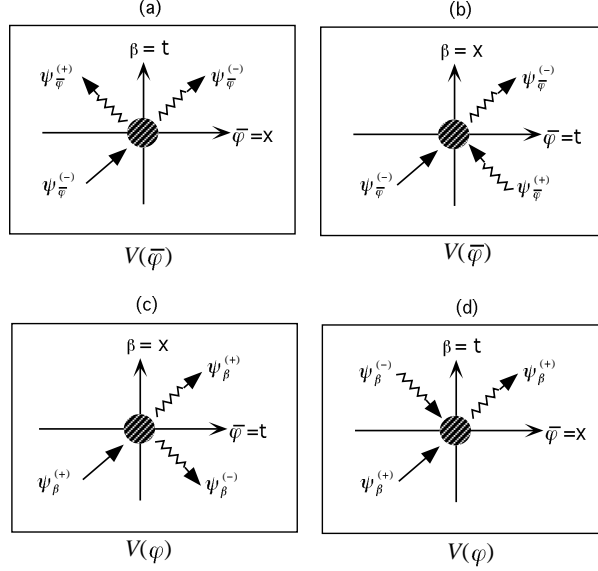 (a)
(b)
β = t
β = x
ψ_φ̅^(+)
ψ_φ̅^(−)
ψ_φ̅^(−)
φ̅ = x
φ̅ = t
ψ_φ̅^(−)
ψ_φ̅^(−)
ψ_φ̅^(+)
V(φ̅)
V(φ̅)
(c)
(d)
β = x
β = t
ψ_β^(+)
ψ_β^(−)
ψ_β^(+)
φ̅ = t
φ̅ = x
ψ_β^(+)
ψ_β^(−)
ψ_β^(+)
V(φ)
V(φ)